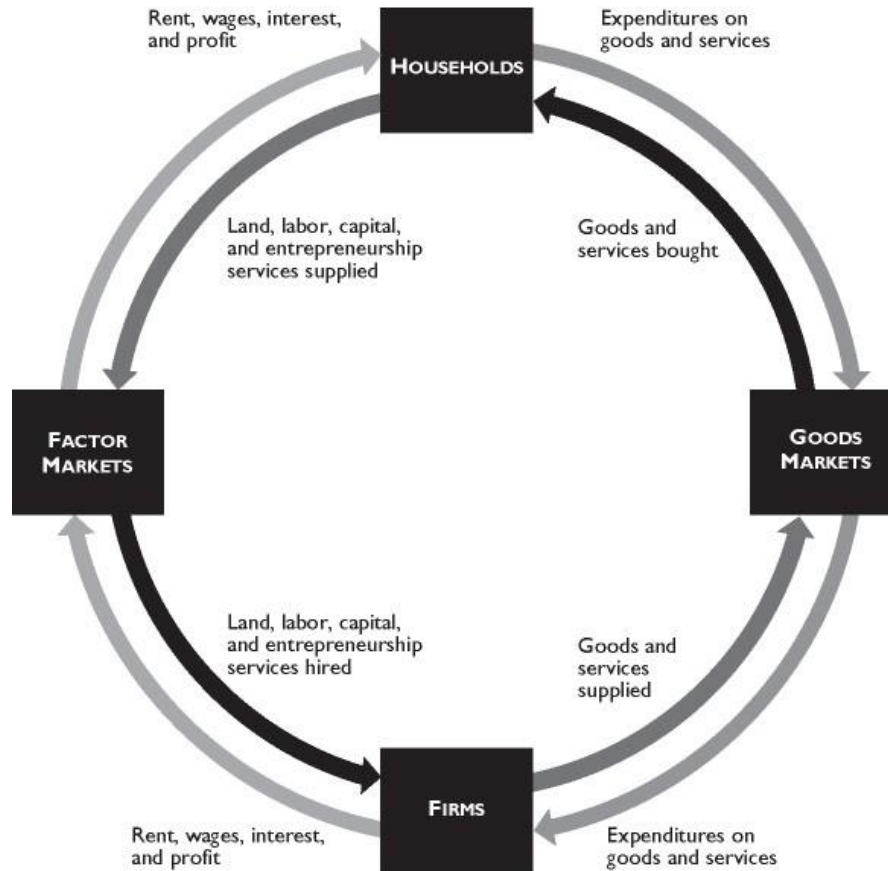 Rent, wages, interest,
and profit
Expenditures on
goods and services
HOUSEHOLDS
Land, labor, capital,
and entrepreneurship
services supplied
Goods and
services bought
FACTOR
MARKETS
GOODS
MARKETS
Land, labor, capital,
and entrepreneurship
services hired
Goods and
services
supplied
FIRMS
Rent, wages, interest,
and profit
Expenditures on
goods and services